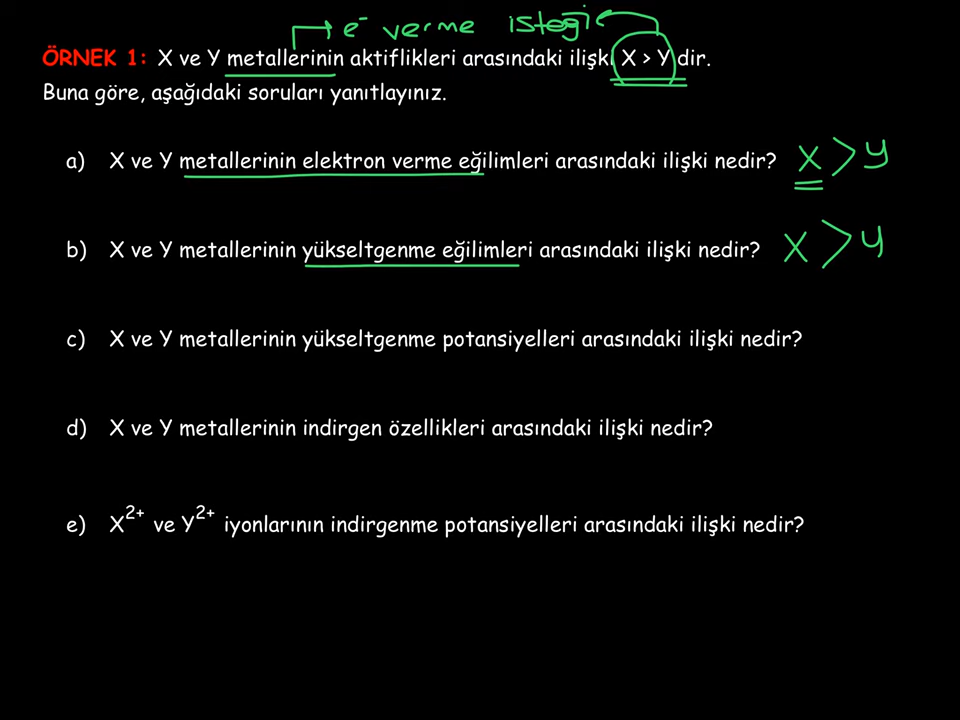 e⁻ verme isteği
ÖRNEK 1: X ve Y metallerinin aktiflikleri arasındaki ilişki X > Y dir.
Buna göre, aşağıdaki soruları yanıtlayınız.
a) X ve Y metallerinin elektron verme eğilimleri arasındaki ilişki nedir? X > Y
b) X ve Y metallerinin yükseltgenme eğilimleri arasındaki ilişki nedir? X > Y
c) X ve Y metallerinin yükseltgenme potansiyelleri arasındaki ilişki nedir?
d) X ve Y metallerinin indirgen özellikleri arasındaki ilişki nedir?
e) X²⁺ ve Y²⁺ iyonlarının indirgenme potansiyelleri arasındaki ilişki nedir?